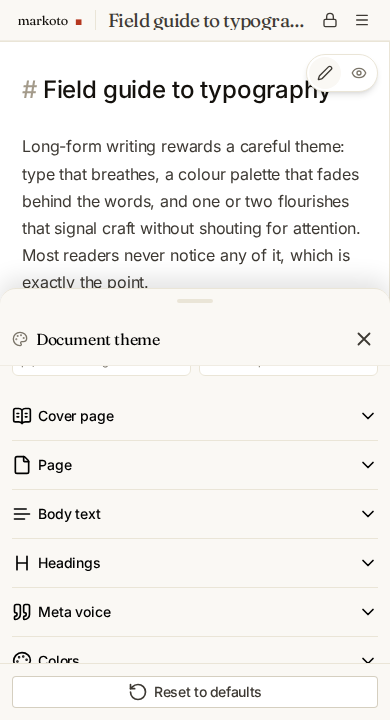 markoto
Field guide to typogra...
# Field guide to typography
Long-form writing rewards a careful theme:
type that breathes, a colour palette that fades
behind the words, and one or two flourishes
that signal craft without shouting for attention.
Most readers never notice any of it, which is
exactly the point.
Document theme
Cover page
Page
Body text
Headings
Meta voice
Colors
Reset to defaults